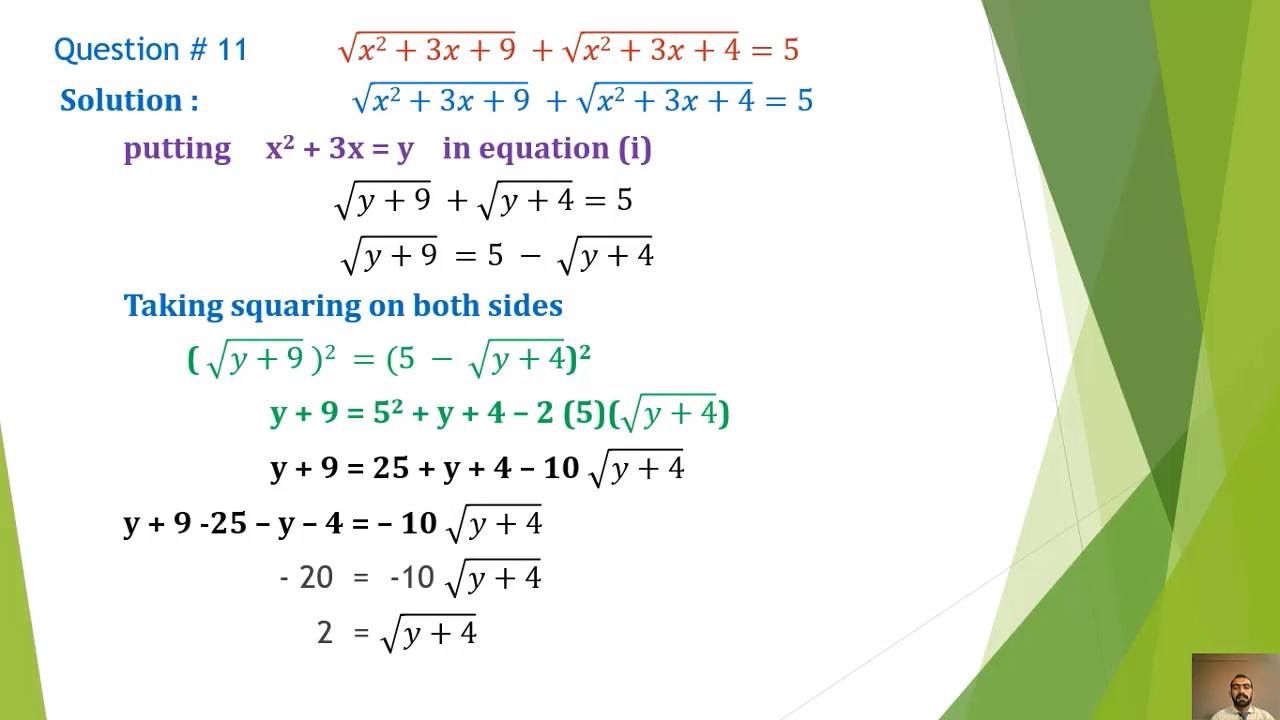 Question # 11 √(x² + 3x + 9) + √(x² + 3x + 4) = 5
Solution : √(x² + 3x + 9) + √(x² + 3x + 4) = 5
putting x² + 3x = y in equation (i)
√(y + 9) + √(y + 4) = 5
√(y + 9) = 5 − √(y + 4)
Taking squaring on both sides
( √(y + 9) )² = (5 − √(y + 4))²
y + 9 = 5² + y + 4 – 2 (5)(√(y + 4))
y + 9 = 25 + y + 4 – 10 √(y + 4)
y + 9 -25 – y – 4 = – 10 √(y + 4)
- 20 = -10 √(y + 4)
2 = √(y + 4)